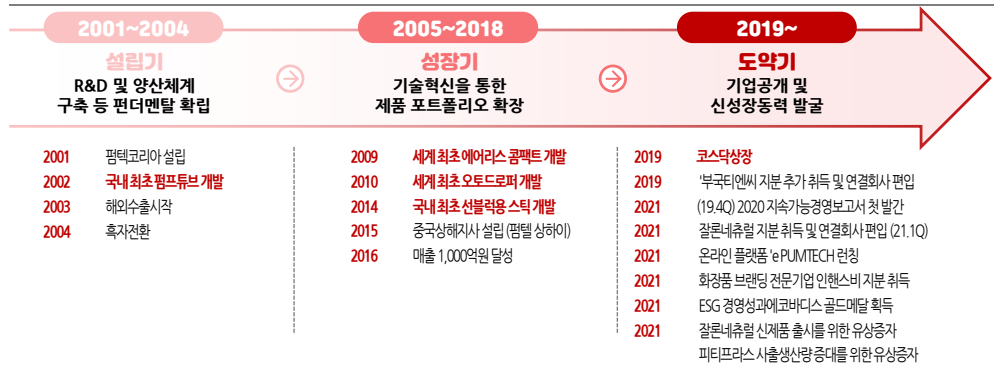 2001~2004
설립기
R&D 및 양산체계
구축 등 펀더멘탈 확립
2005~2018
성장기
기술혁신을 통한
제품 포트폴리오 확장
2019~
도약기
기업공개 및
신성장동력 발굴
2001 펌텍코리아 설립
2002 국내 최초 펌프튜브 개발
2003 해외수출시작
2004 흑자전환
2009 세계 최초 에어리스 콤팩트 개발
2010 세계 최초 오토드로퍼 개발
2014 국내 최초 선블럭용 스틱 개발
2015 중국상해지사 설립 (펌텔 상하이)
2016 매출 1,000억원 달성
2019 코스닥상장
2019 '부국티엔씨 지분 추가 취득 및 연결회사 편입
2021 (19.4Q) 2020 지속가능경영보고서 첫 발간
2021 잘론네츄럴 지분 취득 및 연결회사 편입 (21.1Q)
2021 온라인 플랫폼 'e PUMTECH 런칭
2021 화장품 브랜딩 전문기업 인핸스비 지분 취득
2021 ESG 경영성과에코바디스 골드메달 획득
2021 잘론네츄럴 신제품 출시를 위한 유상증자
피티프라스 사출생산량 증대를 위한 유상증자